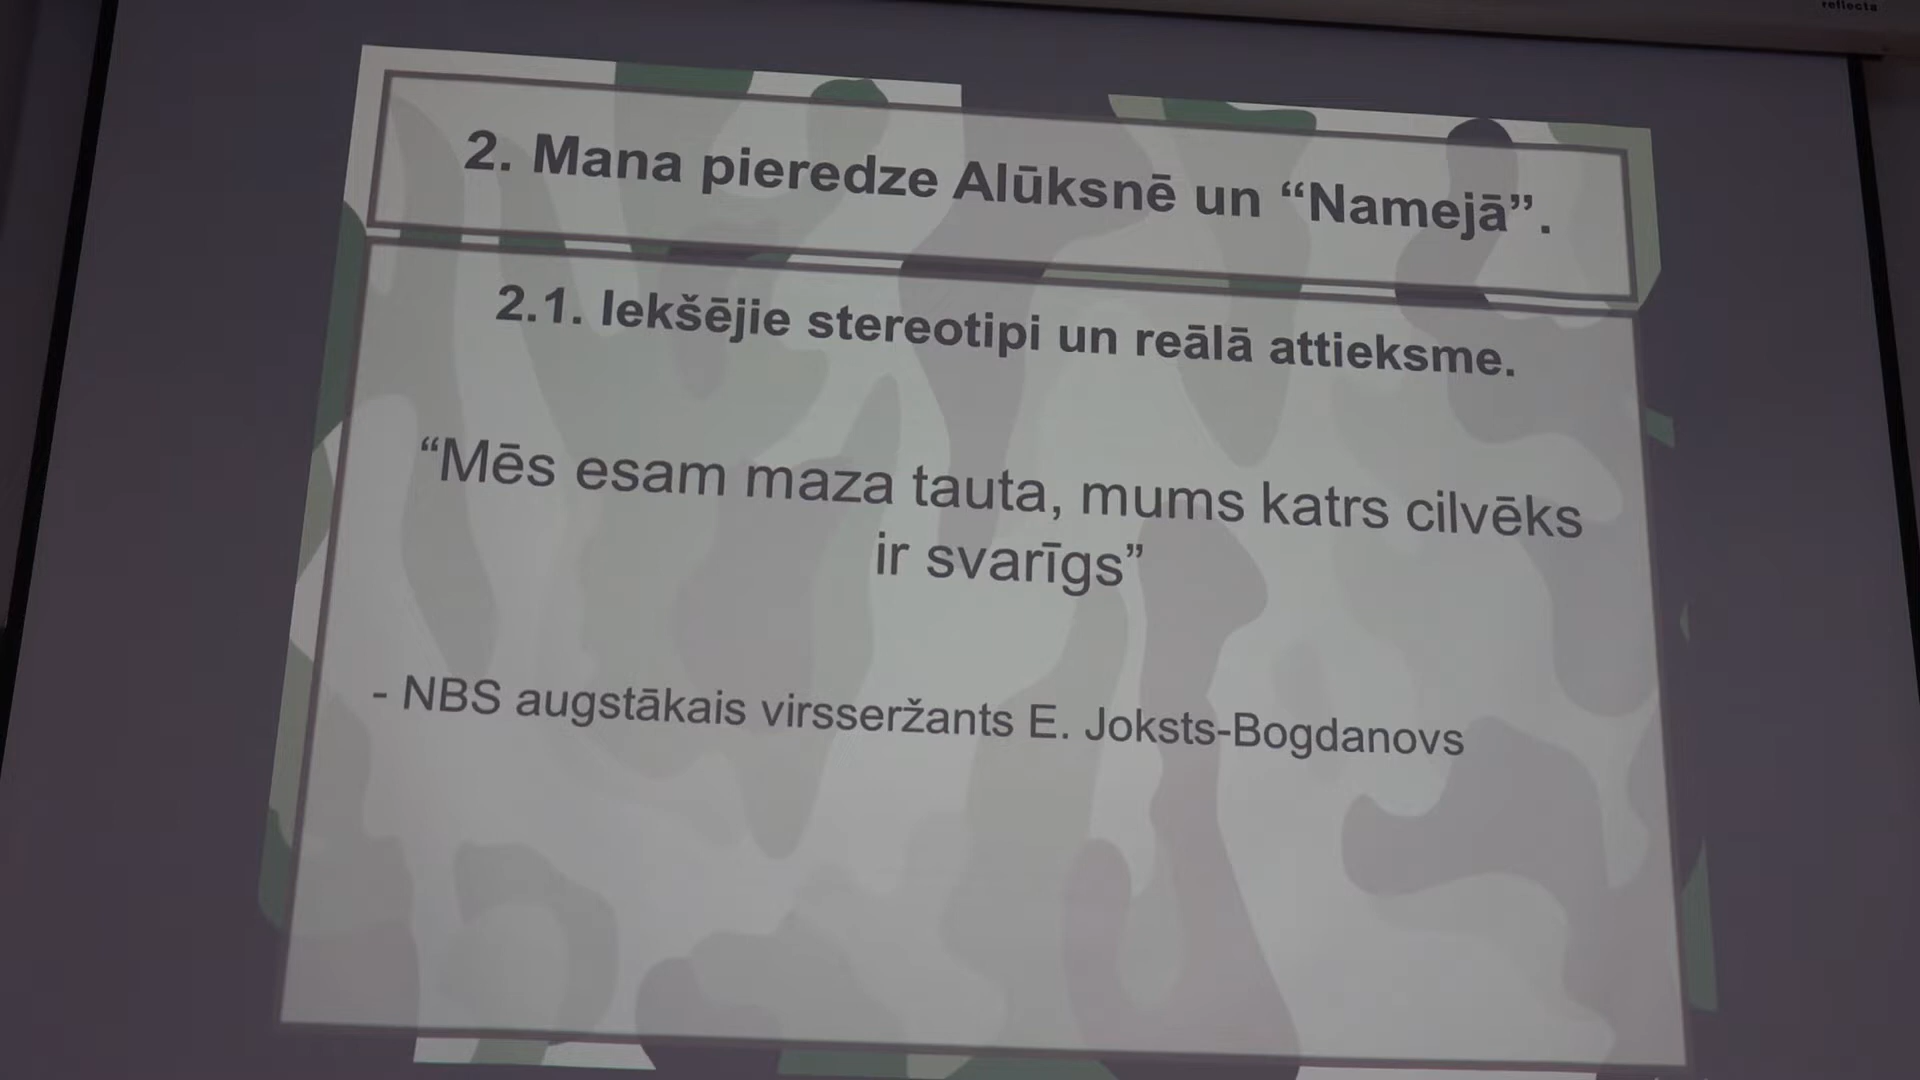 reflecta
2. Mana pieredze Alūksnē un “Namejā”.
2.1. Iekšējie stereotipi un reālā attieksme.
“Mēs esam maza tauta, mums katrs cilvēks
ir svarīgs”
- NBS augstākais virsseržants E. Joksts-Bogdanovs